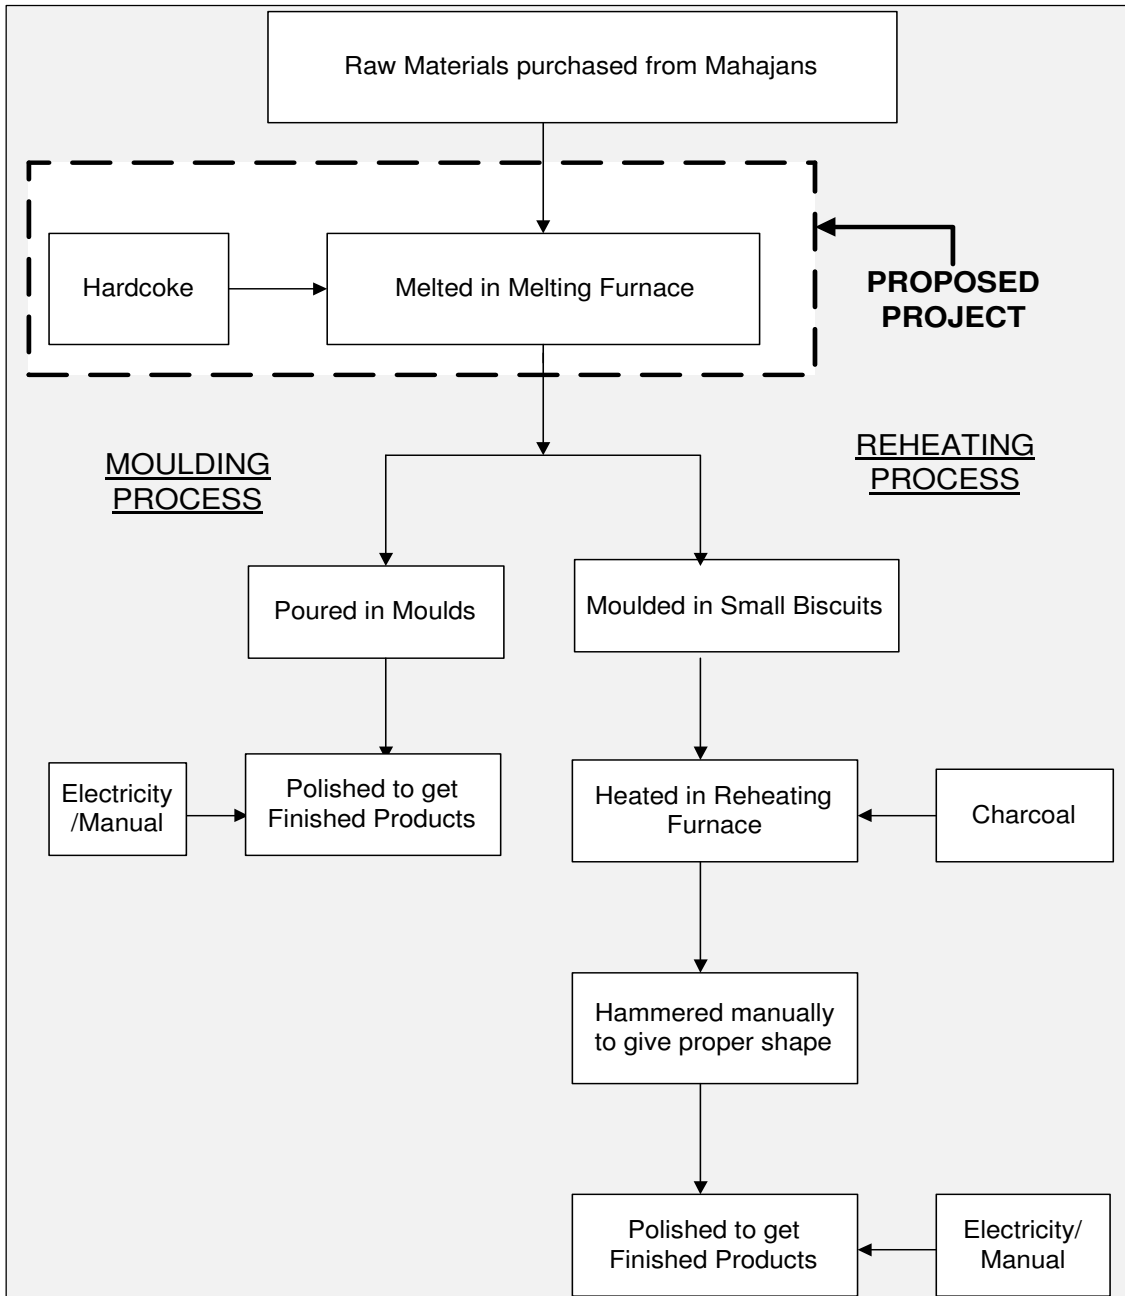 Raw Materials purchased from Mahajans
Hardcoke
Melted in Melting Furnace
PROPOSED
PROJECT
MOULDING
PROCESS
REHEATING
PROCESS
Poured in Moulds
Moulded in Small Biscuits
Electricity
/Manual
Polished to get
Finished Products
Heated in Reheating
Furnace
Charcoal
Hammered manually
to give proper shape
Polished to get
Finished Products
Electricity/
Manual